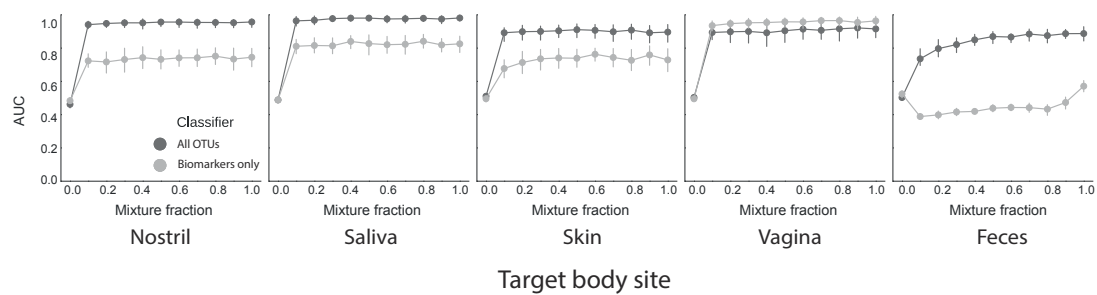 AUC
1.0
0.8
0.6
0.4
0.2
0.0
Classifier
All OTUs
Biomarkers only
0.0 0.2 0.4 0.6 0.8 1.0
0.0 0.2 0.4 0.6 0.8 1.0
0.0 0.2 0.4 0.6 0.8 1.0
0.0 0.2 0.4 0.6 0.8 1.0
0.0 0.2 0.4 0.6 0.8 1.0
Mixture fraction
Mixture fraction
Mixture fraction
Mixture fraction
Mixture fraction
Nostril
Saliva
Skin
Vagina
Feces
Target body site